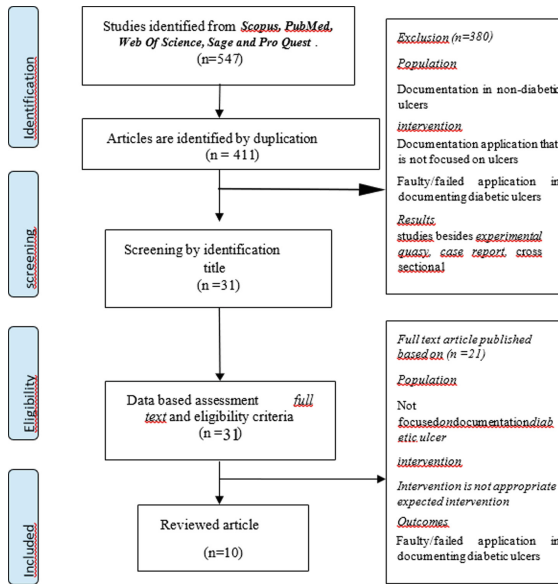 Identification
Studies identified from Scopus, PubMed,
Web Of Science, Sage and Pro Quest .
(n=547)
Articles are identified by duplication
(n = 411)
Exclusion (n=380)
Population
Documentation in non-diabetic
ulcers
intervention
Documentation application that
is not focused on ulcers
Faulty/failed application in
documenting diabetic ulcers
Results
studies besides experimental
quasy, case report, cross
sectional
screening
Screening by identification
title
(n =31)
Eligibility
Data based assessment full
text and eligibility criteria
(n =31)
Full text article published
based on (n =21)
Population
Not
focusedondocumentationdiab
etic ulcer
intervention
Intervention is not appropriate
expected intervention
Outcomes
Faulty/failed application in
documenting diabetic ulcers
Included
Reviewed article
(n=10)